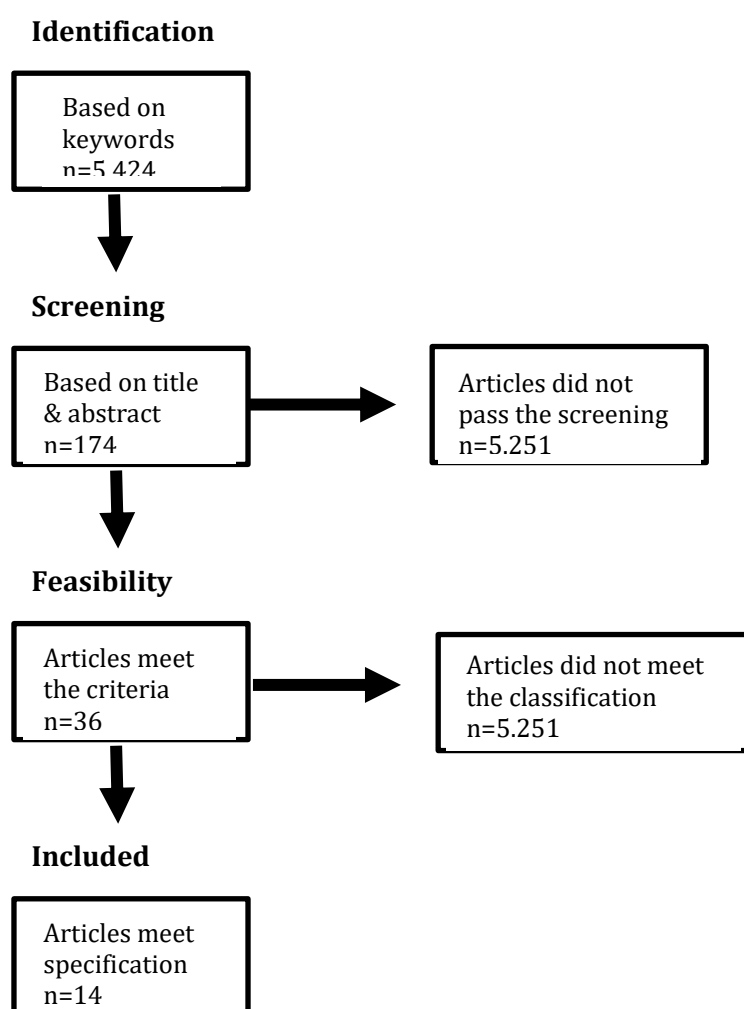 Identification
Based on
keywords
n=5.424
Screening
Based on title
& abstract
n=174
Articles did not
pass the screening
n=5.251
Feasibility
Articles meet
the criteria
n=36
Articles did not meet
the classification
n=5.251
Included
Articles meet
specification
n=14